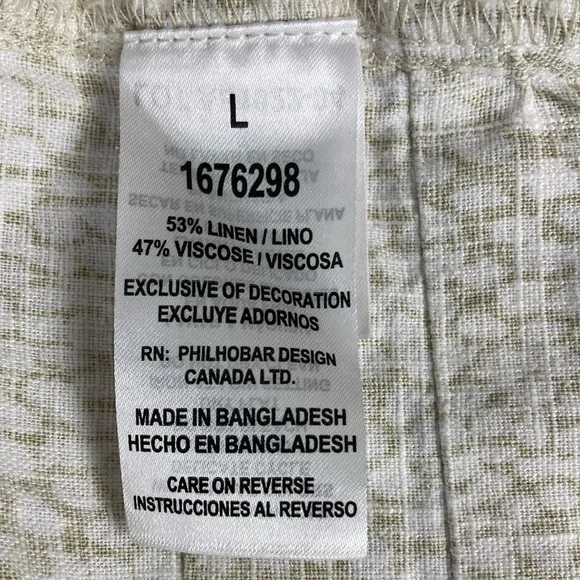 L
1676298
53% LINEN / LINO
47% VISCOSE / VISCOSA
EXCLUSIVE OF DECORATION
EXCLUYE ADORNOS
RN: PHILHOBAR DESIGN
CANADA LTD.
MADE IN BANGLADESH
HECHO EN BANGLADESH
CARE ON REVERSE
INSTRUCCIONES AL REVERSO